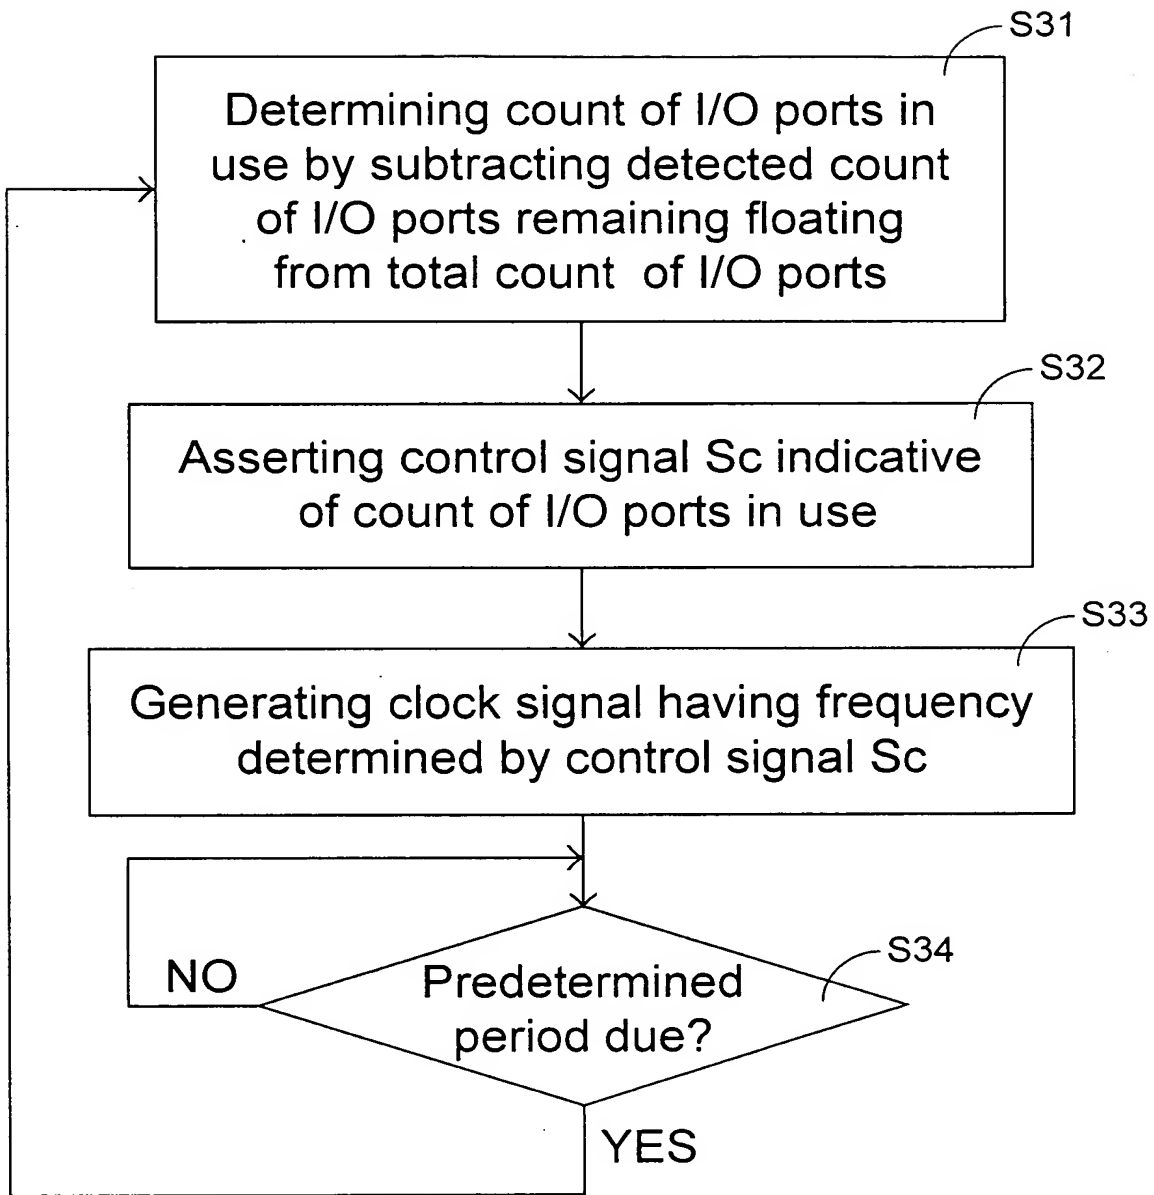 S31
Determining count of I/O ports in
use by subtracting detected count
of I/O ports remaining floating
from total count of I/O ports
S32
Asserting control signal Sc indicative
of count of I/O ports in use
S33
Generating clock signal having frequency
determined by control signal Sc
S34
Predetermined
period due?
NO
YES